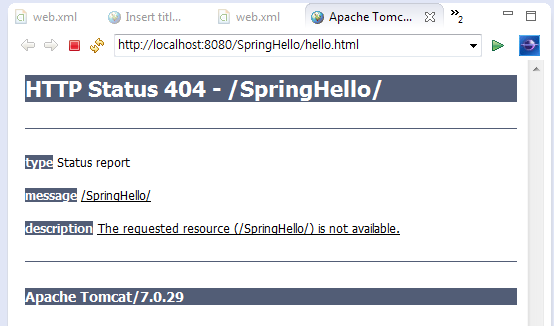 web.xml
Insert titl...
web.xml
Apache Tomc...
»2
http://localhost:8080/SpringHello/hello.html
HTTP Status 404 - /SpringHello/
type Status report
message /SpringHello/
description The requested resource (/SpringHello/) is not available.
Apache Tomcat/7.0.29